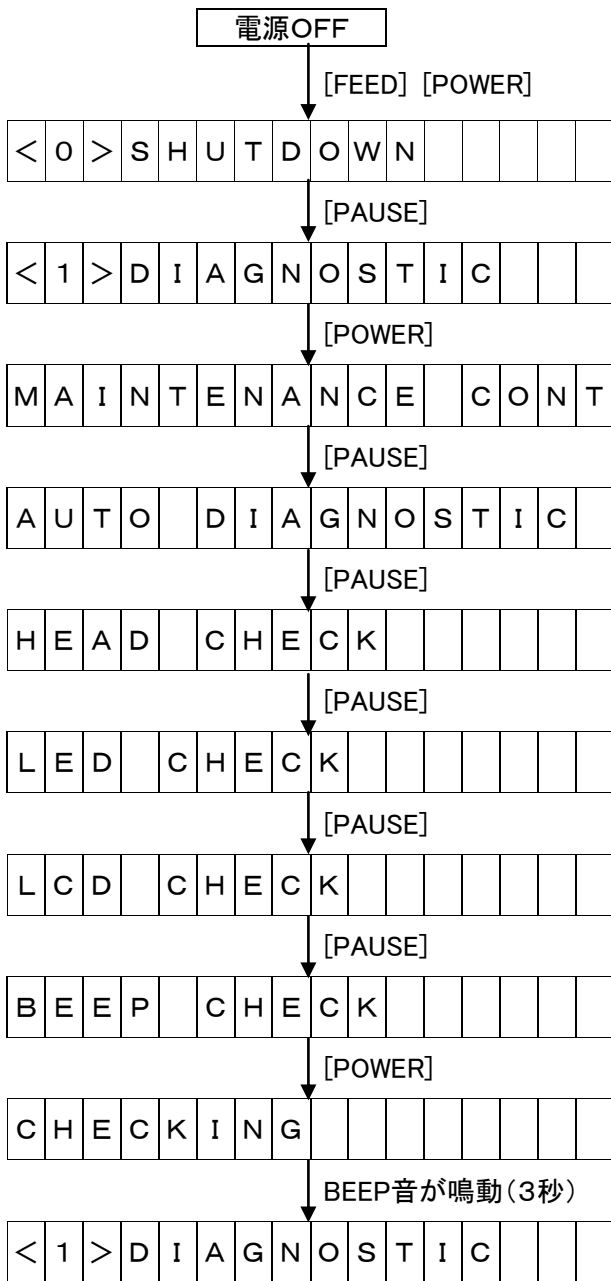 電源OFF
[FEED] [POWER]
<0>SHUTDOWN
[PAUSE]
<1>DIAGNOSTIC
[POWER]
MAINTENANCE CONT
[PAUSE]
AUTO DIAGNOSTIC
[PAUSE]
HEAD CHECK
[PAUSE]
LED CHECK
[PAUSE]
LCD CHECK
[PAUSE]
BEEP CHECK
[POWER]
CHECKING
BEEP音が鳴動(3秒)
<1>DIAGNOSTIC